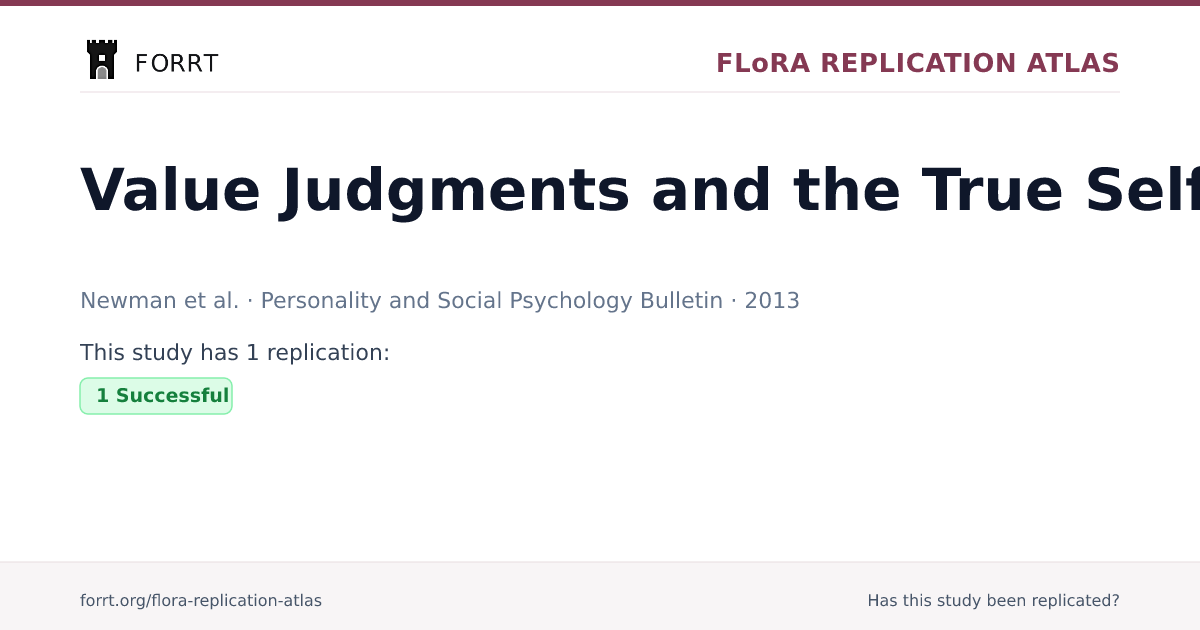 FORRT
FLoRA REPLICATION ATLAS
Value Judgments and the True Self
Newman et al. · Personality and Social Psychology Bulletin · 2013
This study has 1 replication:
1 Successful
forrt.org/flora-replication-atlas
Has this study been replicated?